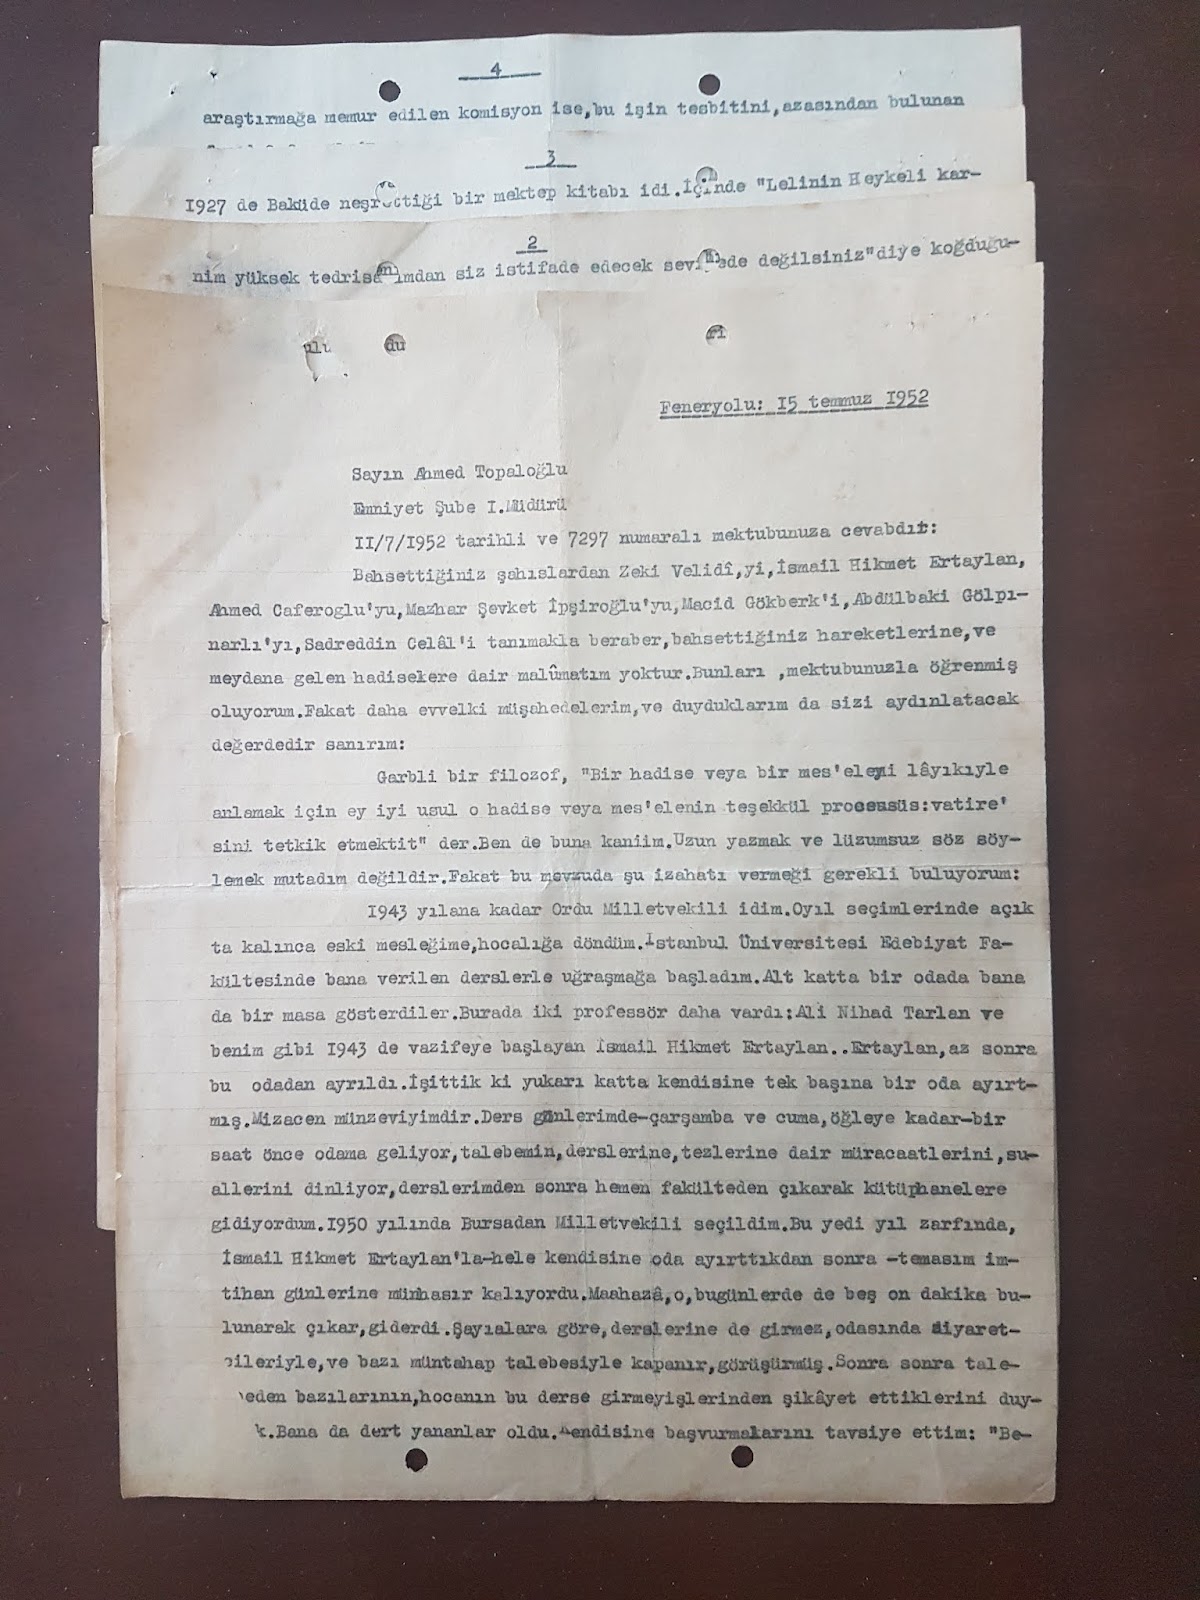 4
araştırmağa memur edilen komisyon ise,bu işin tesbitini,azasından bulunan
3
1927 de Baküde neşrettiği bir mektep kitabı idi.İçinde "Lelinin Heykeli kar-
2
nim yüksek tedrisatımdan siz istifade edecek seviyede değilsiniz"diye koğduğu-
Feneryolu: I5 temmuz I952
Sayın Ahmed Topaloğlu
Emniyet Şube I.Müdürü
II/7/1952 tarihli ve 7297 numaralı mektubunuza cevabdır:
Bahsettiğiniz şahıslardan Zeki Velidî,yi,İsmail Hikmet Ertaylan,
Ahmed Caferoglu'yu,Mazhar Şevket İpşiroğlu'yu,Macid Gökberk'i,Abdülbaki Gölpı-
narlı'yı,Sadreddin Celâl'i tanımakla beraber,bahsettiğiniz hareketlerine,ve
meydana gelen hadisekere dair malûmatım yoktur.Bunları ,mektubunuzla öğrenmiş
oluyorum.Fakat daha evvelki müşahedelerim,ve duyduklarım da sizi aydınlatacak
değerdedir sanırım:
Garbli bir filozof, "Bir hadise veya bir mes'eleyi lâyıkıyle
anlamak için ey iyi usul o hadise veya mes'elenin teşekkül processüs:vatire'
sini tetkik etmektit" der.Ben de buna kaniim.Uzun yazmak ve lüzumsuz söz söy-
lemek mutadım değildir.Fakat bu mevzuda şu izahatı vermeği gerekli buluyorum:
I943 yılana kadar Ordu Milletvekili idim.Oyıl seçimlerinde açık
ta kalınca eski mesleğime,hocalığa döndüm.İstanbul Üniversitesi Edebiyat Fa-
kültesinde bana verilen derslerle uğraşmağa başladım.Alt katta bir odada bana
da bir masa gösterdiler.Burada iki professör daha vardı:Ali Nihad Tarlan ve
benim gibi I943 de vazifeye başlayan İsmail Hikmet Ertaylan..Ertaylan,az sonra
bu odadan ayrıldı.İşittik ki yukarı katta kendisine tek başına bir oda ayırt-
mış.Mizacen münzeviyimdir.Ders günlerimde-çarşamba ve cuma,öğleye kadar-bir
saat önce odama geliyor,talebemin,derslerine,tezlerine dair müracaatlerini,su-
allerini dinliyor,derslerimden sonra hemen fakülteden çıkarak kütüphanelere
gidiyordum.1950 yılında Bursadan Milletvekili seçildim.Bu yedi yıl zarfında,
İsmail Hikmet Ertaylan'la-hele kendisine oda ayırttıkdan sonra -temasım im-
tihan günlerine münhasır kalıyordu.Maahazâ,o,bugünlerde de beş on dakika bu-
lunarak çıkar,giderdi.Şayıalara göre,derslerine de girmez,odasında ziyaret-
cileriyle,ve bazı müntahap talebesiyle kapanır,görüşürmüş.Sonra sonra tale-
beden bazılarının,hocanın bu derse girmeyişlerinden şikâyet ettiklerini duy-
k.Bana da dert yananlar oldu.Kendisine başvurmakarını tavsiye ettim: "Be-